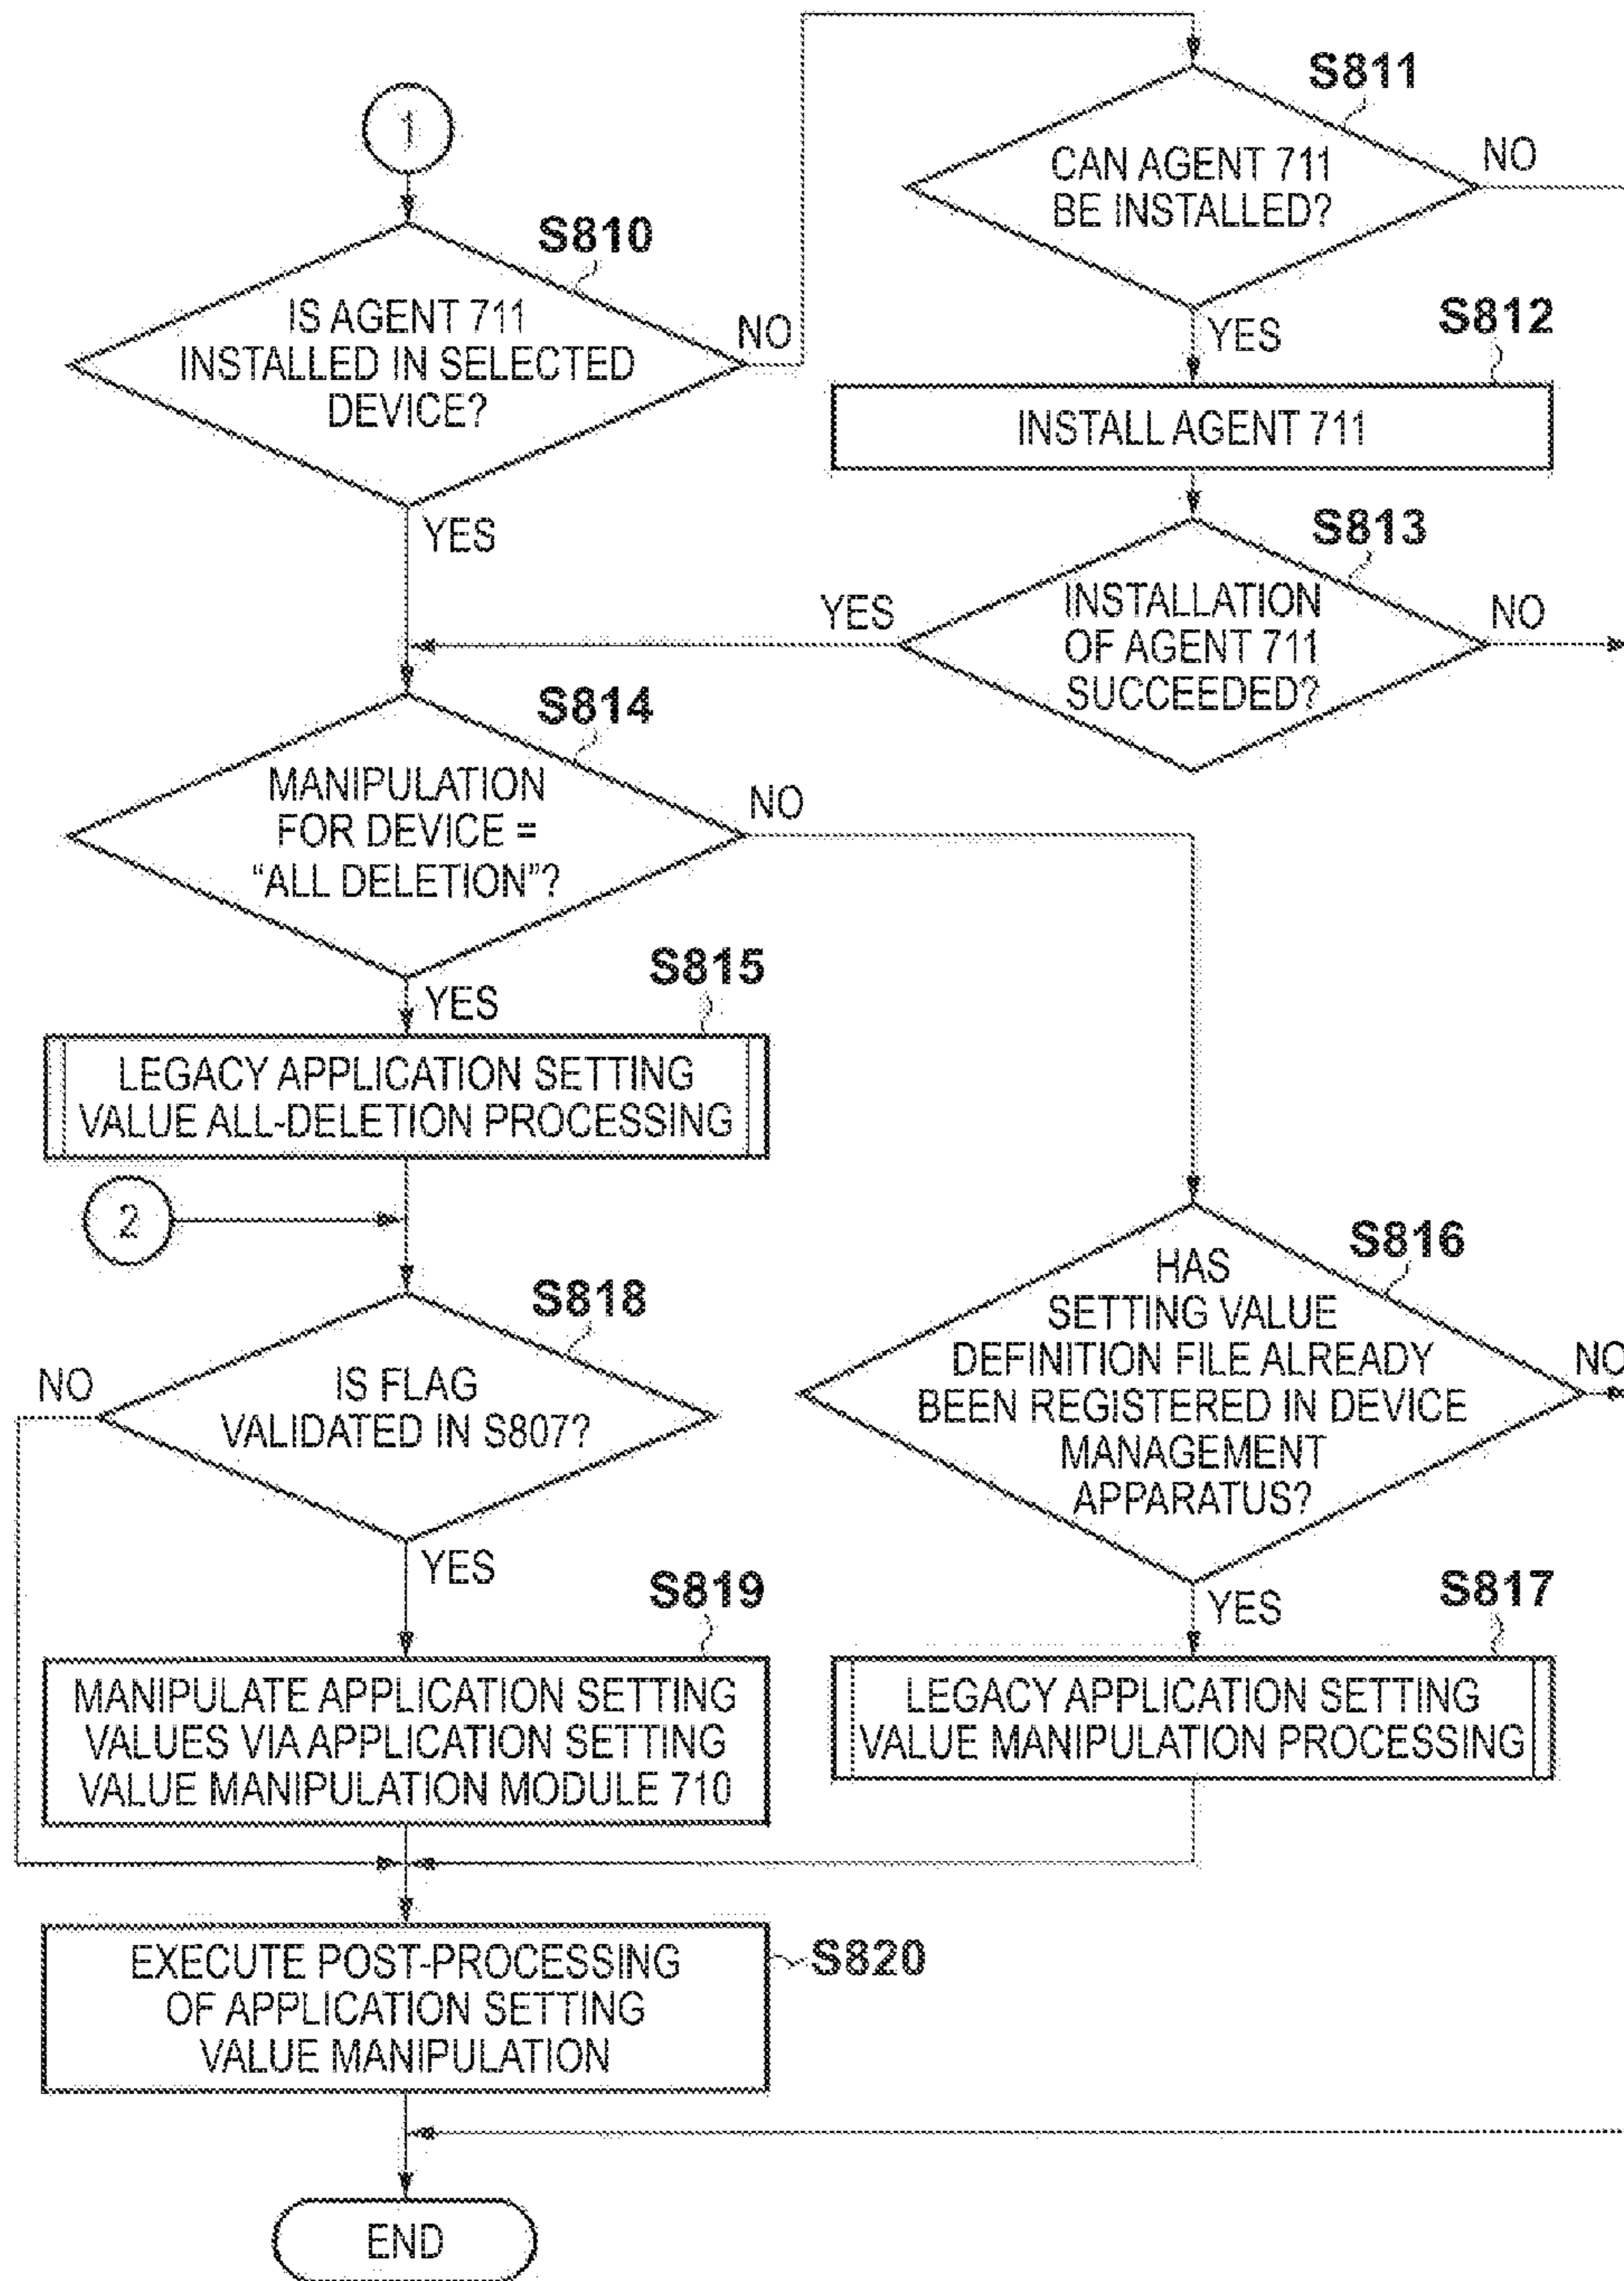 1
S810
IS AGENT 711
INSTALLED IN SELECTED
DEVICE?
NO
YES
S811
CAN AGENT 711
BE INSTALLED?
NO
YES
S812
INSTALL AGENT 711
S813
INSTALLATION
OF AGENT 711
SUCCEEDED?
YES
NO
S814
MANIPULATION
FOR DEVICE =
“ALL DELETION”?
NO
YES
S815
LEGACY APPLICATION SETTING
VALUE ALL-DELETION PROCESSING
2
S818
IS FLAG
VALIDATED IN S807?
NO
YES
S816
HAS
SETTING VALUE
DEFINITION FILE ALREADY
BEEN REGISTERED IN DEVICE
MANAGEMENT
APPARATUS?
NO
YES
S819
MANIPULATE APPLICATION SETTING
VALUES VIA APPLICATION SETTING
VALUE MANIPULATION MODULE 710
S817
LEGACY APPLICATION SETTING
VALUE MANIPULATION PROCESSING
EXECUTE POST-PROCESSING
OF APPLICATION SETTING
VALUE MANIPULATION
S820
END